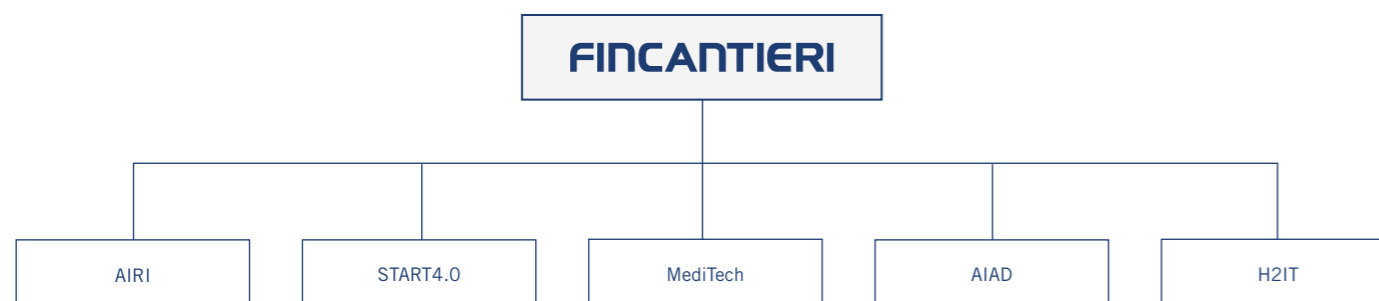 FINCANTIERI
AIRI
START4.0
MediTech
AIAD
H2IT